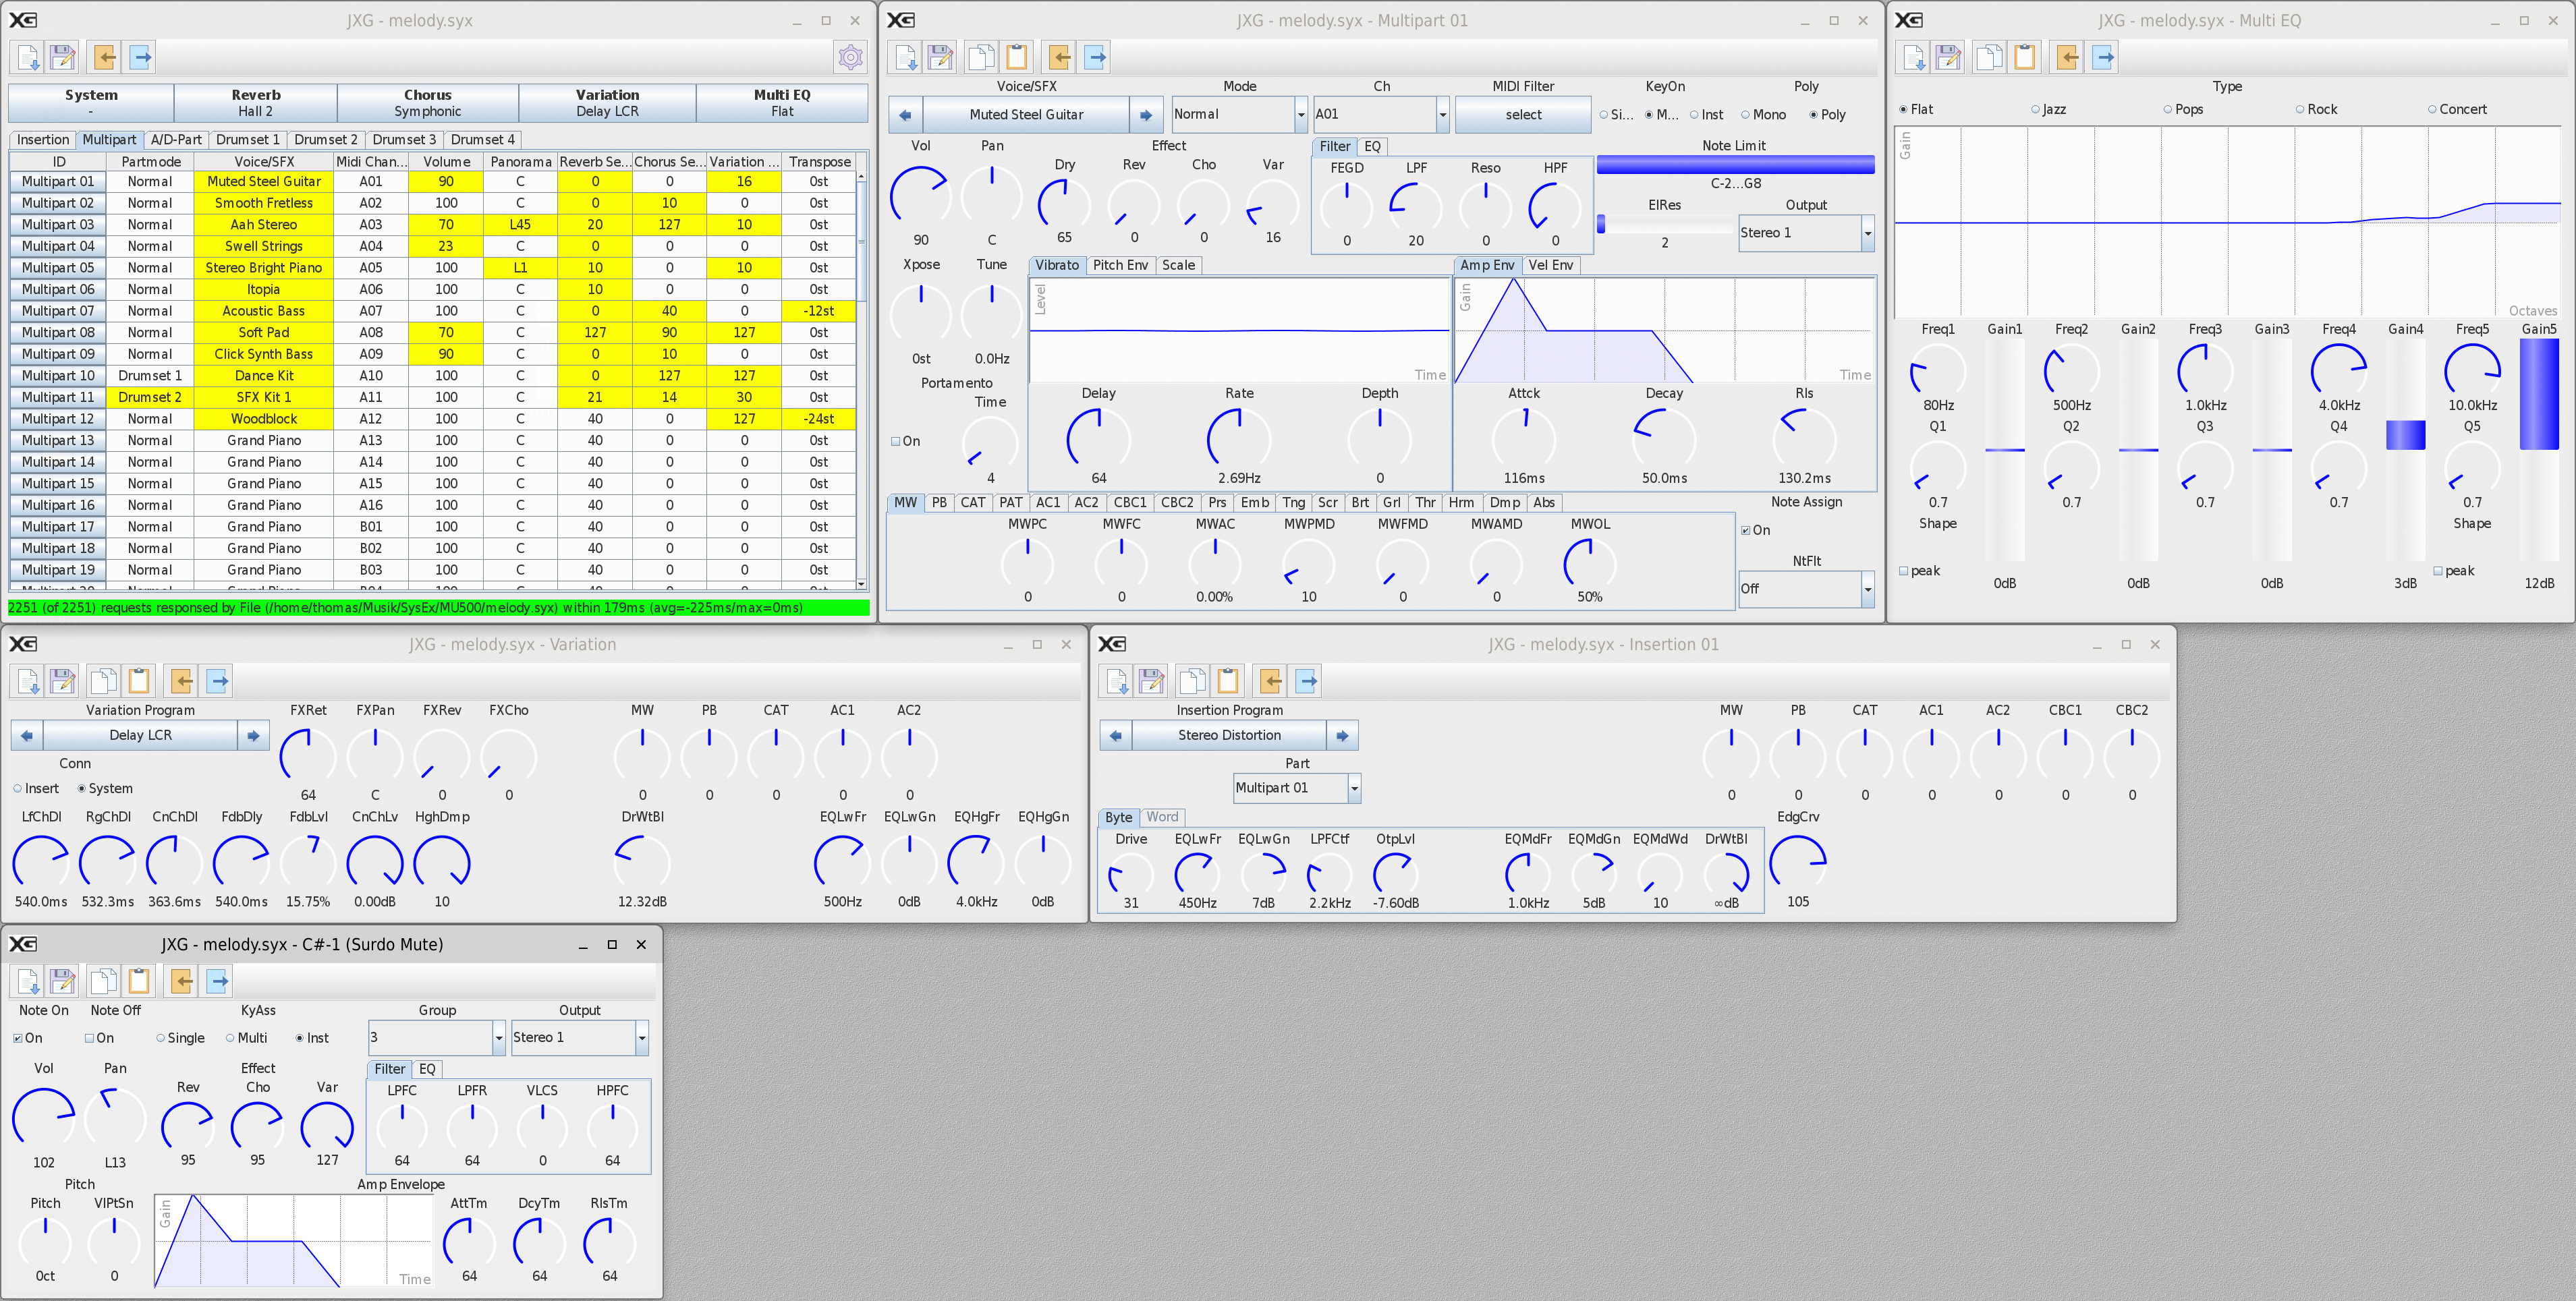 XG JXG - melody.syx
System Reverb Chorus Variation Multi EQ
- Hall 2 Symphonic Delay LCR Flat
Insertion Multipart A/D-Part Drumset 1 Drumset 2 Drumset 3 Drumset 4
ID Partmode Voice/SFX Midi Chan... Volume Panorama Reverb Se... Chorus Se... Variation ... Transpose
Multipart 01 Normal Muted Steel Guitar A01 90 C 0 0 16 0st
Multipart 02 Normal Smooth Fretless A02 100 C 0 10 0 0st
Multipart 03 Normal Aah Stereo A03 70 L45 20 127 10 0st
Multipart 04 Normal Swell Strings A04 23 C 0 0 0 0st
Multipart 05 Normal Stereo Bright Piano A05 100 L1 10 0 10 0st
Multipart 06 Normal Itopia A06 100 C 10 0 0 0st
Multipart 07 Normal Acoustic Bass A07 100 C 0 40 0 -12st
Multipart 08 Normal Soft Pad A08 70 C 127 90 127 0st
Multipart 09 Normal Click Synth Bass A09 90 C 0 10 0 0st
Multipart 10 Drumset 1 Dance Kit A10 100 C 0 127 127 0st
Multipart 11 Drumset 2 SFX Kit 1 A11 100 C 21 14 30 0st
Multipart 12 Normal Woodblock A12 100 C 40 0 127 -24st
Multipart 13 Normal Grand Piano A13 100 C 40 0 0 0st
Multipart 14 Normal Grand Piano A14 100 C 40 0 0 0st
Multipart 15 Normal Grand Piano A15 100 C 40 0 0 0st
Multipart 16 Normal Grand Piano A16 100 C 40 0 0 0st
Multipart 17 Normal Grand Piano B01 100 C 40 0 0 0st
Multipart 18 Normal Grand Piano B02 100 C 40 0 0 0st
Multipart 19 Normal Grand Piano B03 100 C 40 0 0 0st
2251 (of 2251) requests responsed by File (/home/thomas/Musik/SysEx/MU500/melody.syx) within 179ms (avg=-225ms/max=0ms)
XG JXG - melody.syx - Multipart 01
Voice/SFX Mode Ch MIDI Filter KeyOn Poly
Muted Steel Guitar Normal A01 select Si... M... Inst Mono Poly
Vol Pan Effect Filter EQ Note Limit
Dry Rev Cho Var FEGD LPF Reso HPF
C-2...G8
ElRes Output
Stereo 1
90 C 65 0 0 16 0 20 0 0 2
Xpose Tune Vibrato Pitch Env Scale Amp Env Vel Env
Level Gain
0st 0.0Hz Time Time
Portamento
Time Delay Rate Depth Attck Decay Rls
On
4 64 2.69Hz 0 116ms 50.0ms 130.2ms
MW PB CAT PAT AC1 AC2 CBC1 CBC2 Prs Emb Tng Scr Brt Grl Thr Hrm Dmp Abs Note Assign
MWPC MWFC MWAC MWPMD MWFMD MWAMD MWOL On
NtFlt
Off
0 0 0.00% 10 0 0 50%
XG JXG - melody.syx - Multi EQ
Type
Flat Jazz Pops Rock Concert
Gain
Octaves
Freq1 Gain1 Freq2 Gain2 Freq3 Gain3 Freq4 Gain4 Freq5 Gain5
80Hz 500Hz 1.0kHz 4.0kHz 10.0kHz
Q1 Q2 Q3 Q4 Q5
0.7 0.7 0.7 0.7 0.7
Shape Shape
peak peak
0dB 0dB 0dB 3dB 12dB
XG JXG - melody.syx - Variation
Variation Program FXRet FXPan FXRev FXCho MW PB CAT AC1 AC2
Delay LCR
Conn
Insert System 64 C 0 0 0 0 0 0 0
LfChDl RgChDl CnChDl FdbDly FdbLvl CnChLv HghDmp DrWtBl EQLwFr EQLwGn EQHgFr EQHgGn
540.0ms 532.3ms 363.6ms 540.0ms 15.75% 0.00dB 10 12.32dB 500Hz 0dB 4.0kHz 0dB
XG JXG - melody.syx - Insertion 01
Insertion Program MW PB CAT AC1 AC2 CBC1 CBC2
Stereo Distortion
Part
Multipart 01 0 0 0 0 0 0 0
Byte Word EdgCrv
Drive EQLwFr EQLwGn LPFCtf OtpLvl EQMdFr EQMdGn EQMdWd DrWtBl
31 450Hz 7dB 2.2kHz -7.60dB 1.0kHz 5dB 10 ∞dB 105
XG JXG - melody.syx - C#-1 (Surdo Mute)
Note On Note Off KyAss Group Output
On On Single Multi Inst 3 Stereo 1
Vol Pan Effect Filter EQ
Rev Cho Var LPFC LPFR VLCS HPFC
102 L13 95 95 127 64 64 0 64
Pitch Amp Envelope
Pitch VlPtSn Gain AttTm DcyTm RlsTm
0ct 0 Time 64 64 64